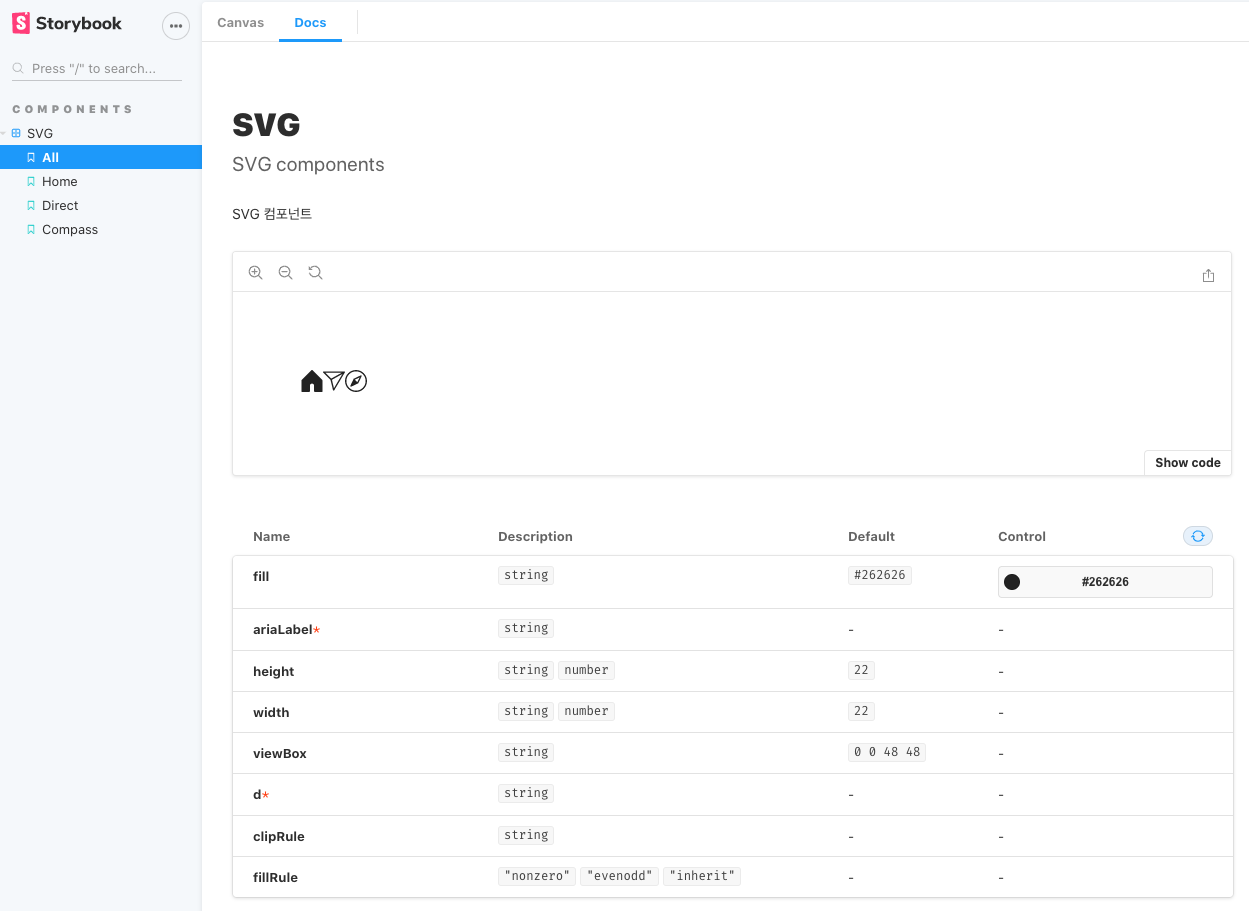 Storybook
Canvas
Docs
Press "/" to search...
COMPONENTS
SVG
All
Home
Direct
Compass
SVG
SVG components
SVG 컴포넌트
Show code
Name Description Default Control
fill string #262626 #262626
ariaLabel* string - -
height string number 22 -
width string number 22 -
viewBox string 0 0 48 48 -
d* string - -
clipRule string - -
fillRule "nonzero" "evenodd" "inherit" - -